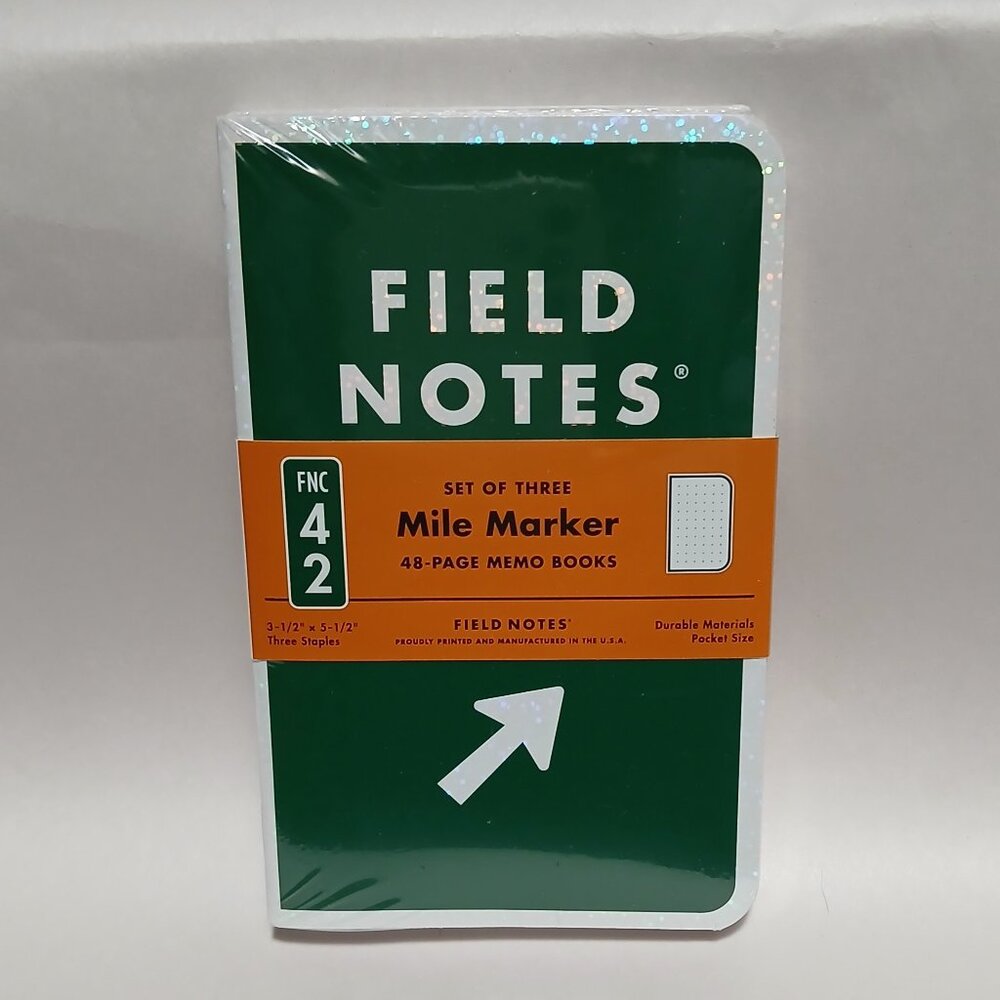 FIELD
NOTES®
FNC
4
2
SET OF THREE
Mile Marker
48-PAGE MEMO BOOKS
3-1/2" × 5-1/2"
Three Staples
FIELD NOTES®
PROUDLY PRINTED AND MANUFACTURED IN THE U.S.A.
Durable Materials
Pocket Size